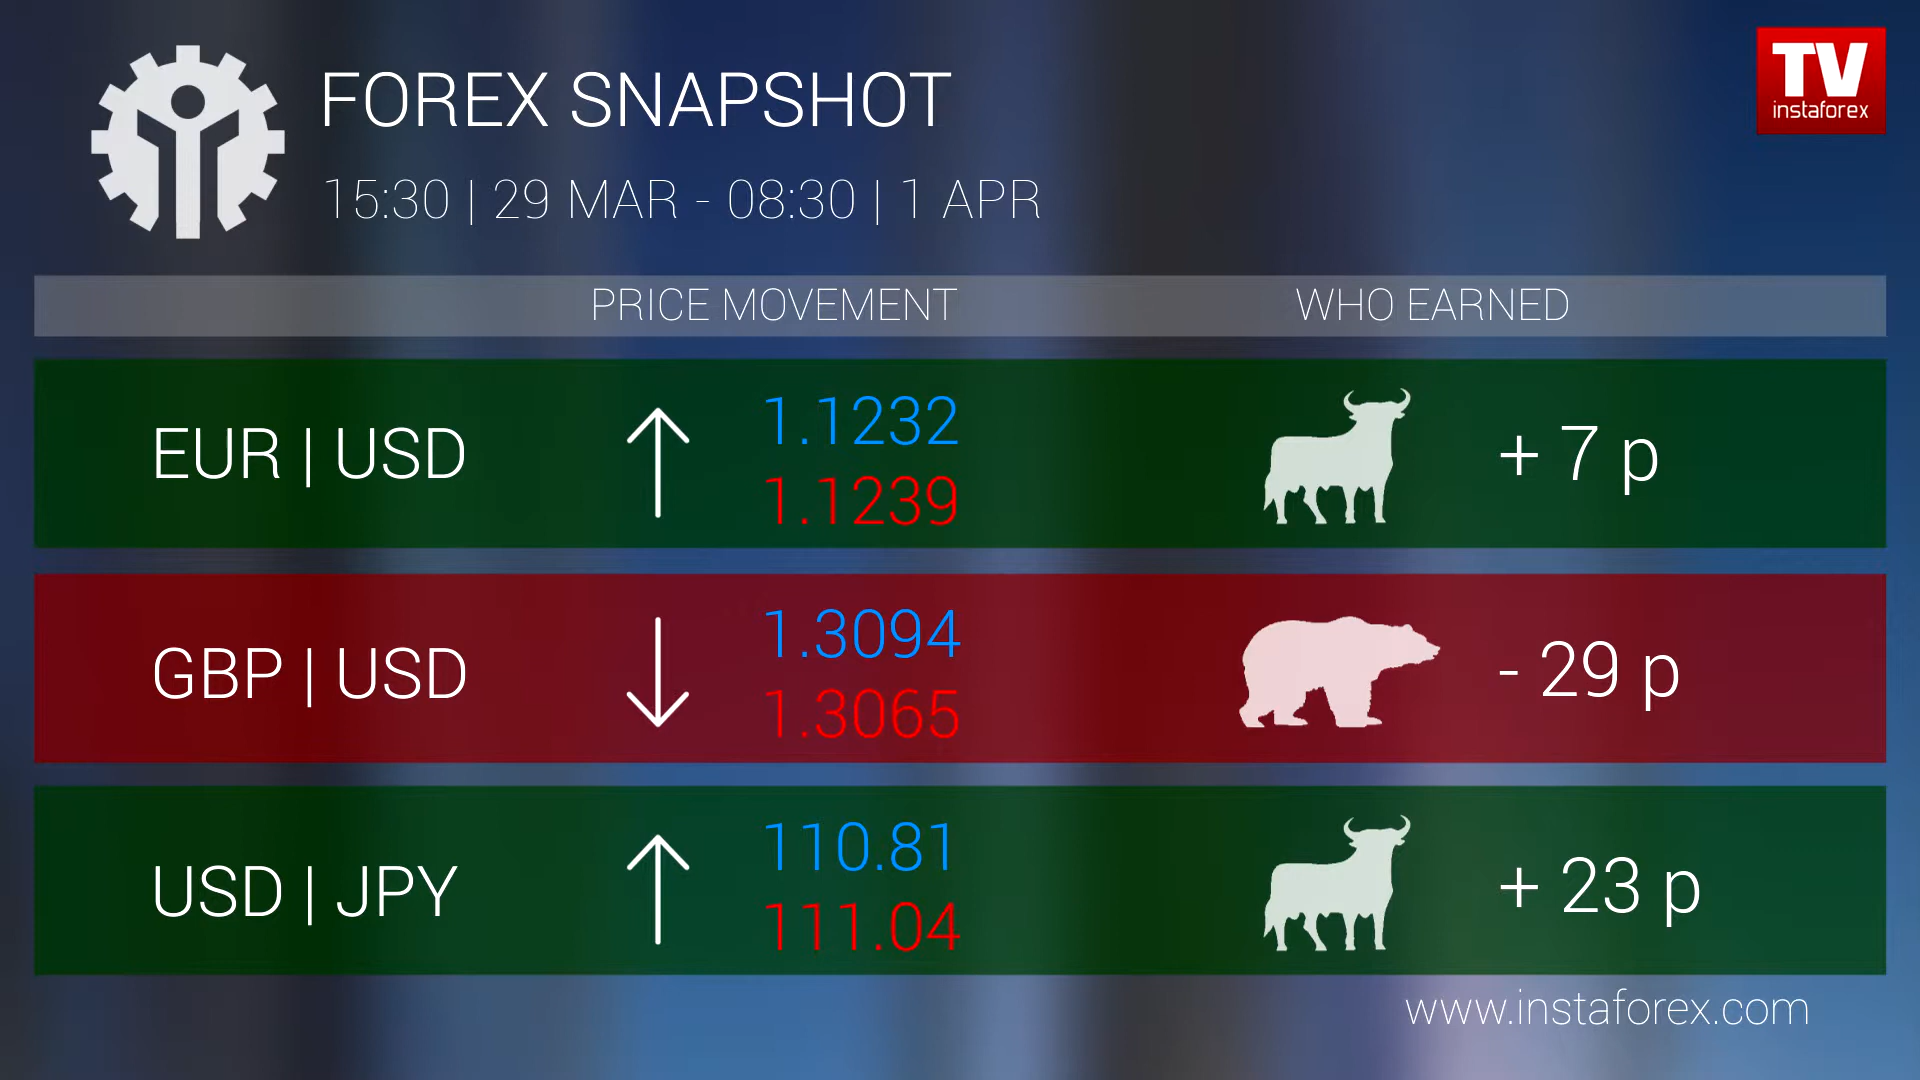 FOREX SNAPSHOT
TV
instaforex
15:30 | 29 MAR - 08:30 | 1 APR
PRICE MOVEMENT WHO EARNED
1.1232
EUR | USD + 7 p
1.1239
1.3094
GBP | USD - 29 p
1.3065
110.81
USD | JPY + 23 p
111.04
www.instaforex.com